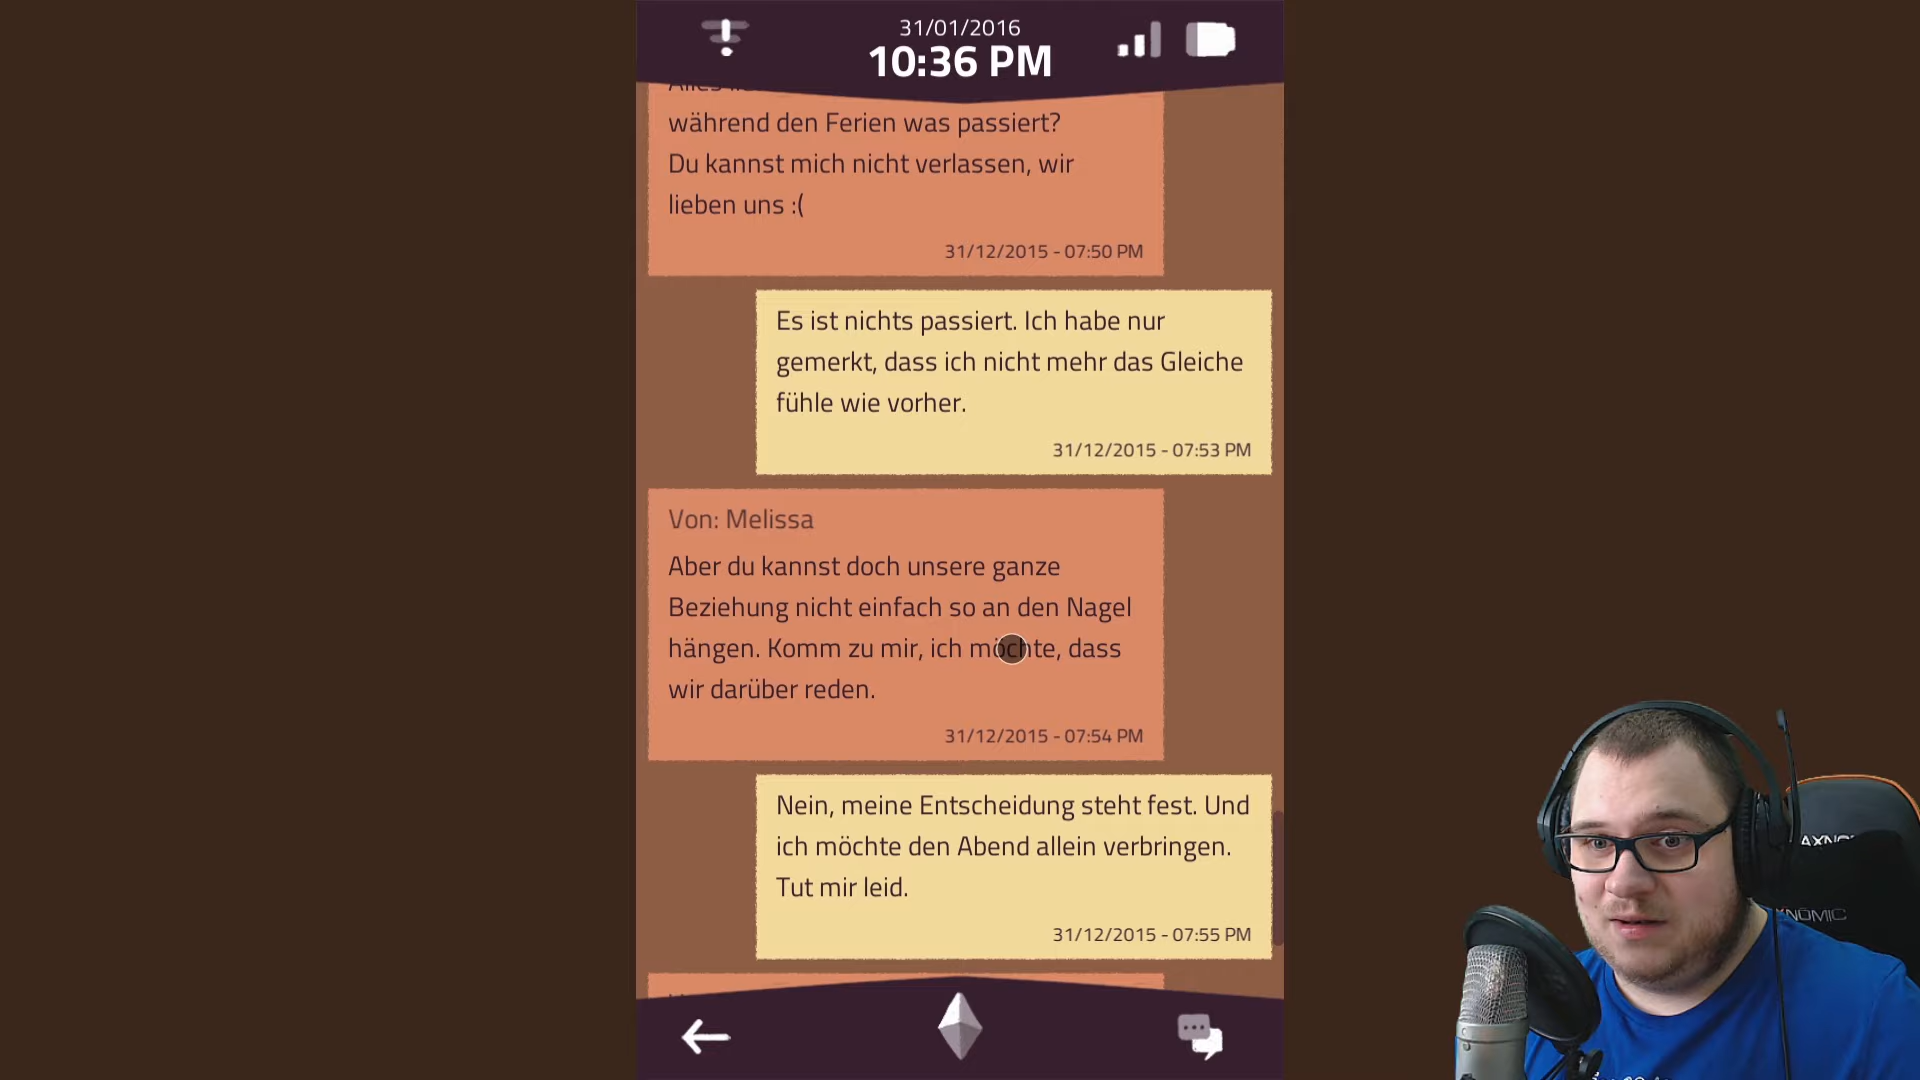 31/01/2016
10:36 PM
während den Ferien was passiert?
Du kannst mich nicht verlassen, wir
lieben uns :(
31/12/2015 - 07:50 PM
Es ist nichts passiert. Ich habe nur
gemerkt, dass ich nicht mehr das Gleiche
fühle wie vorher.
31/12/2015 - 07:53 PM
Von: Melissa
Aber du kannst doch unsere ganze
Beziehung nicht einfach so an den Nagel
hängen. Komm zu mir, ich möchte, dass
wir darüber reden.
31/12/2015 - 07:54 PM
Nein, meine Entscheidung steht fest. Und
ich möchte den Abend allein verbringen.
Tut mir leid.
31/12/2015 - 07:55 PM